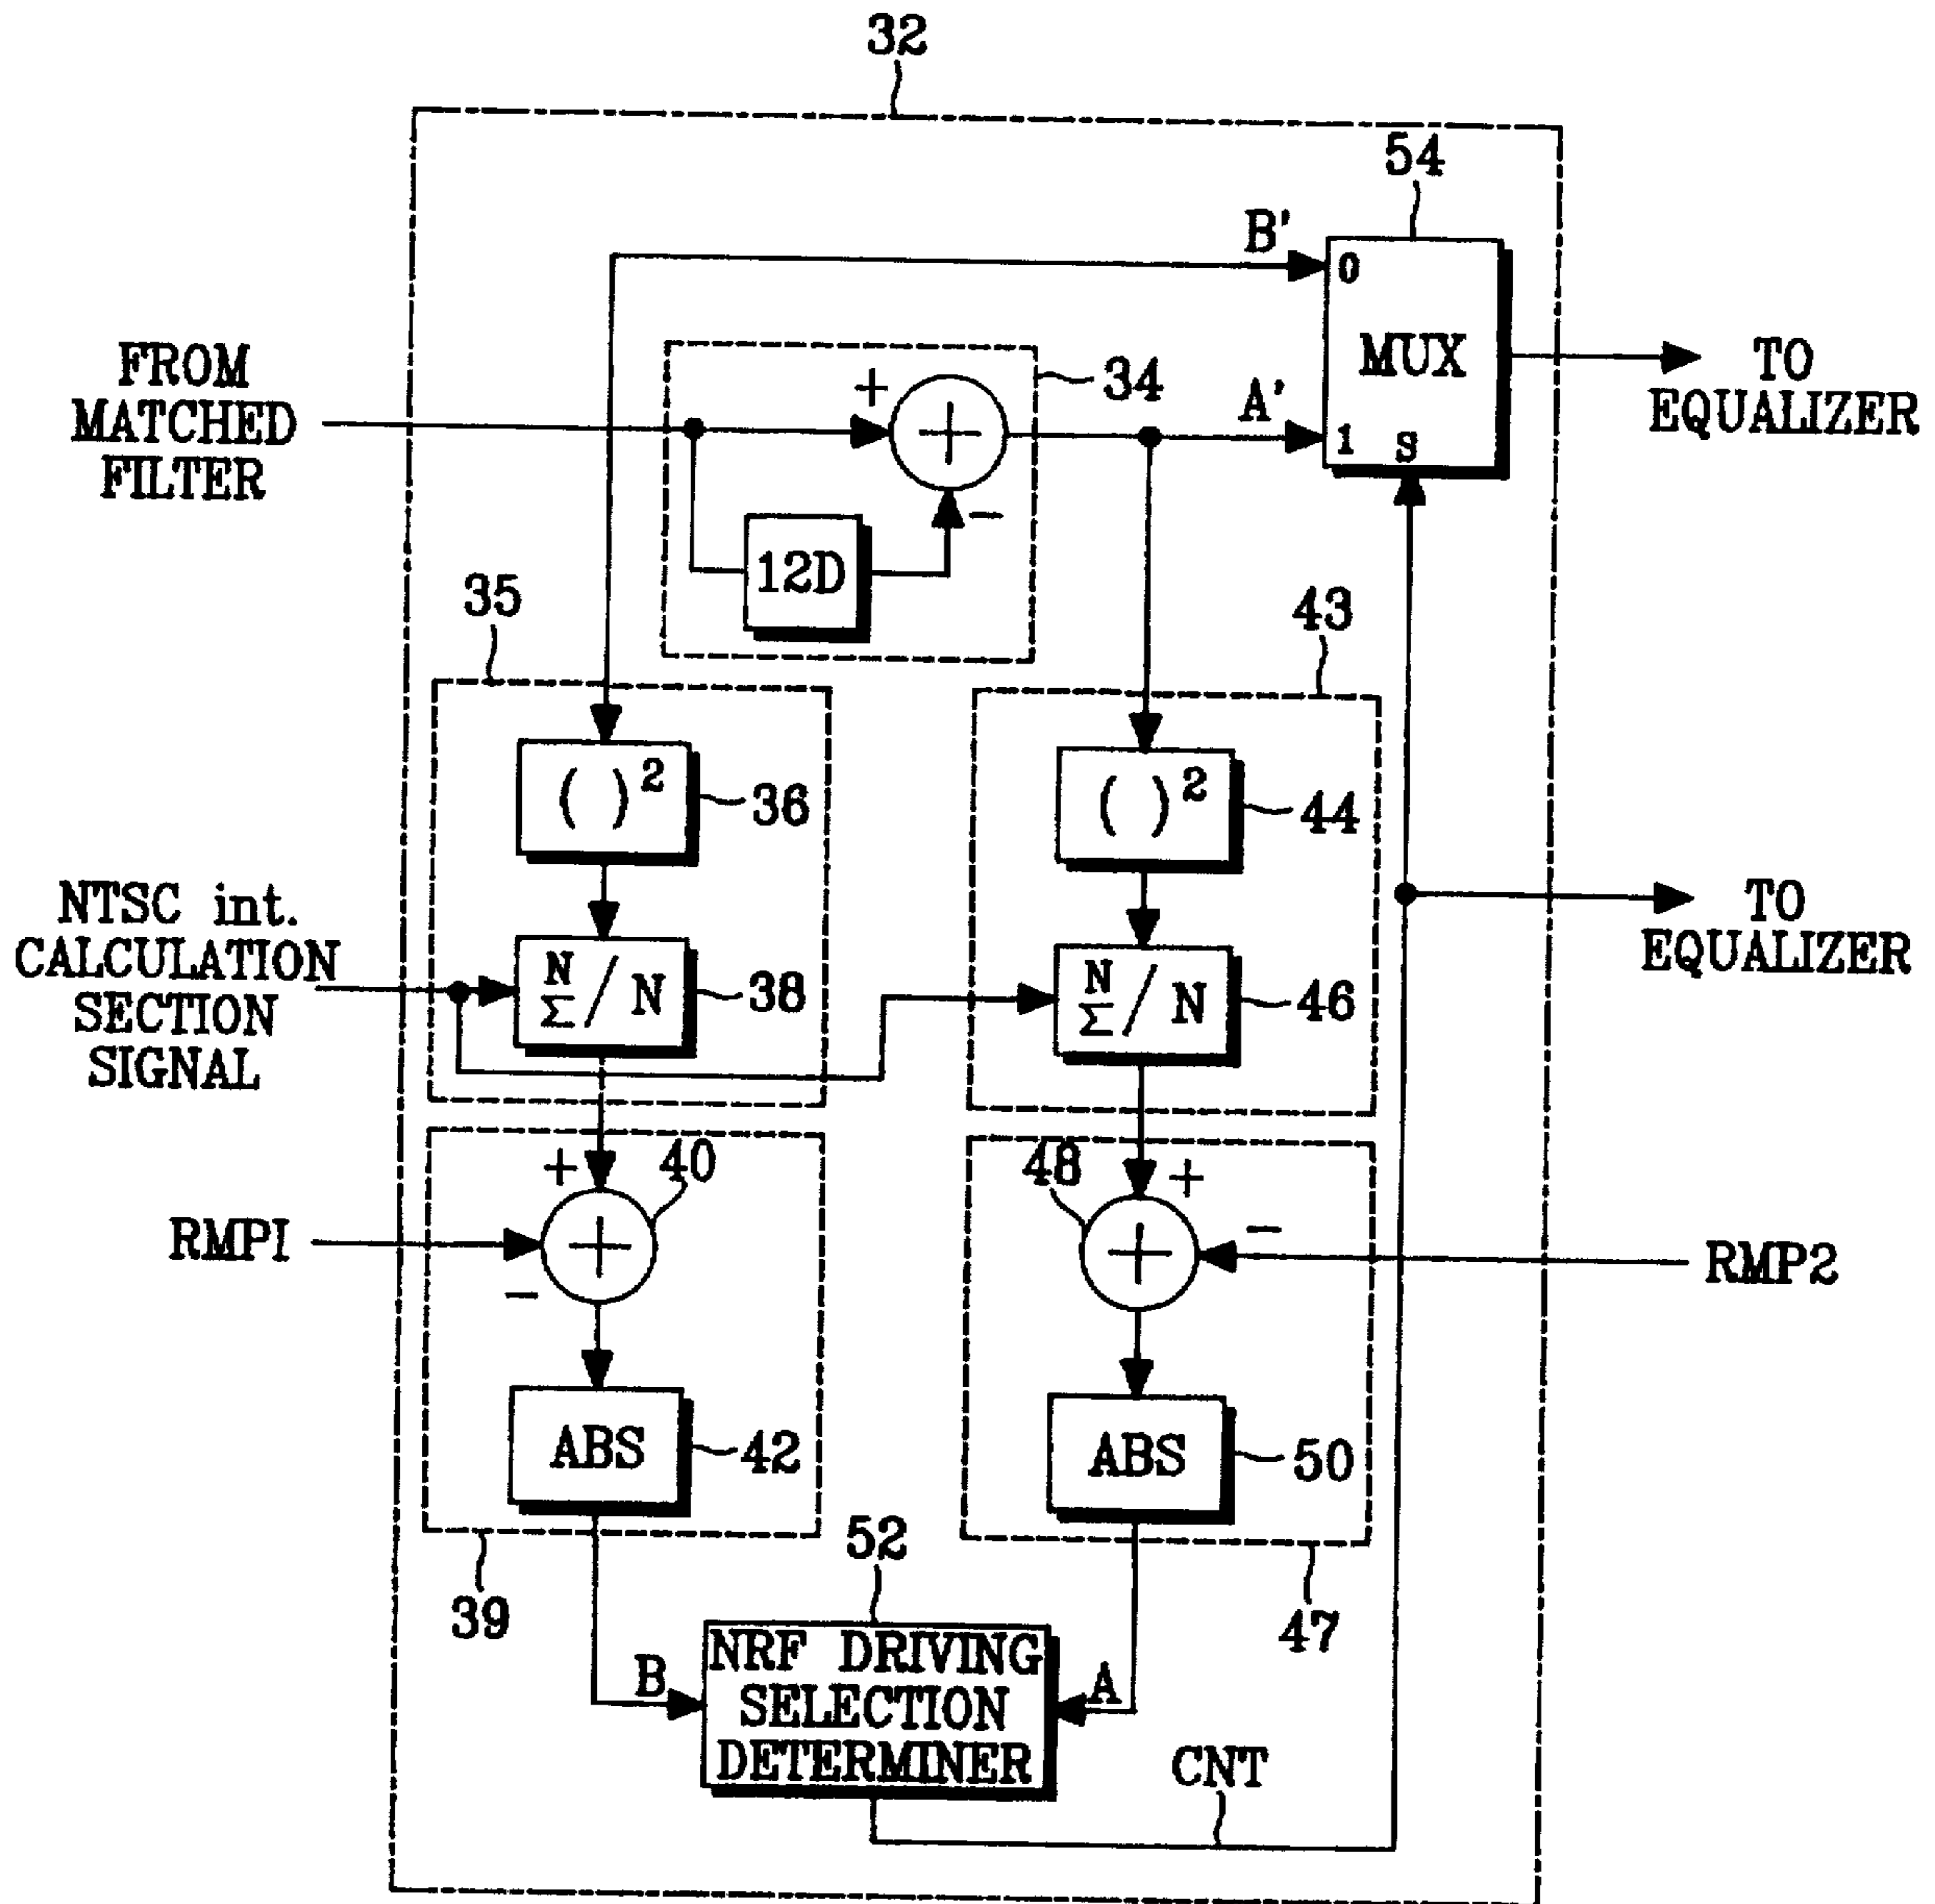 32
54
B'
0
FROM
MATCHED
FILTER
+
34
A'
MUX
TO
EQUALIZER
+
1 S
−
12D
35
43
( )²
36
( )²
44
NTSC int.
CALCULATION
SECTION
SIGNAL
N
Σ / N
38
N
Σ / N
46
TO
EQUALIZER
+
40
48
+
RMPI
+
−
+
−
RMP2
ABS
42
ABS
50
39
52
47
B
NRF DRIVING
SELECTION
DETERMINER
A
CNT